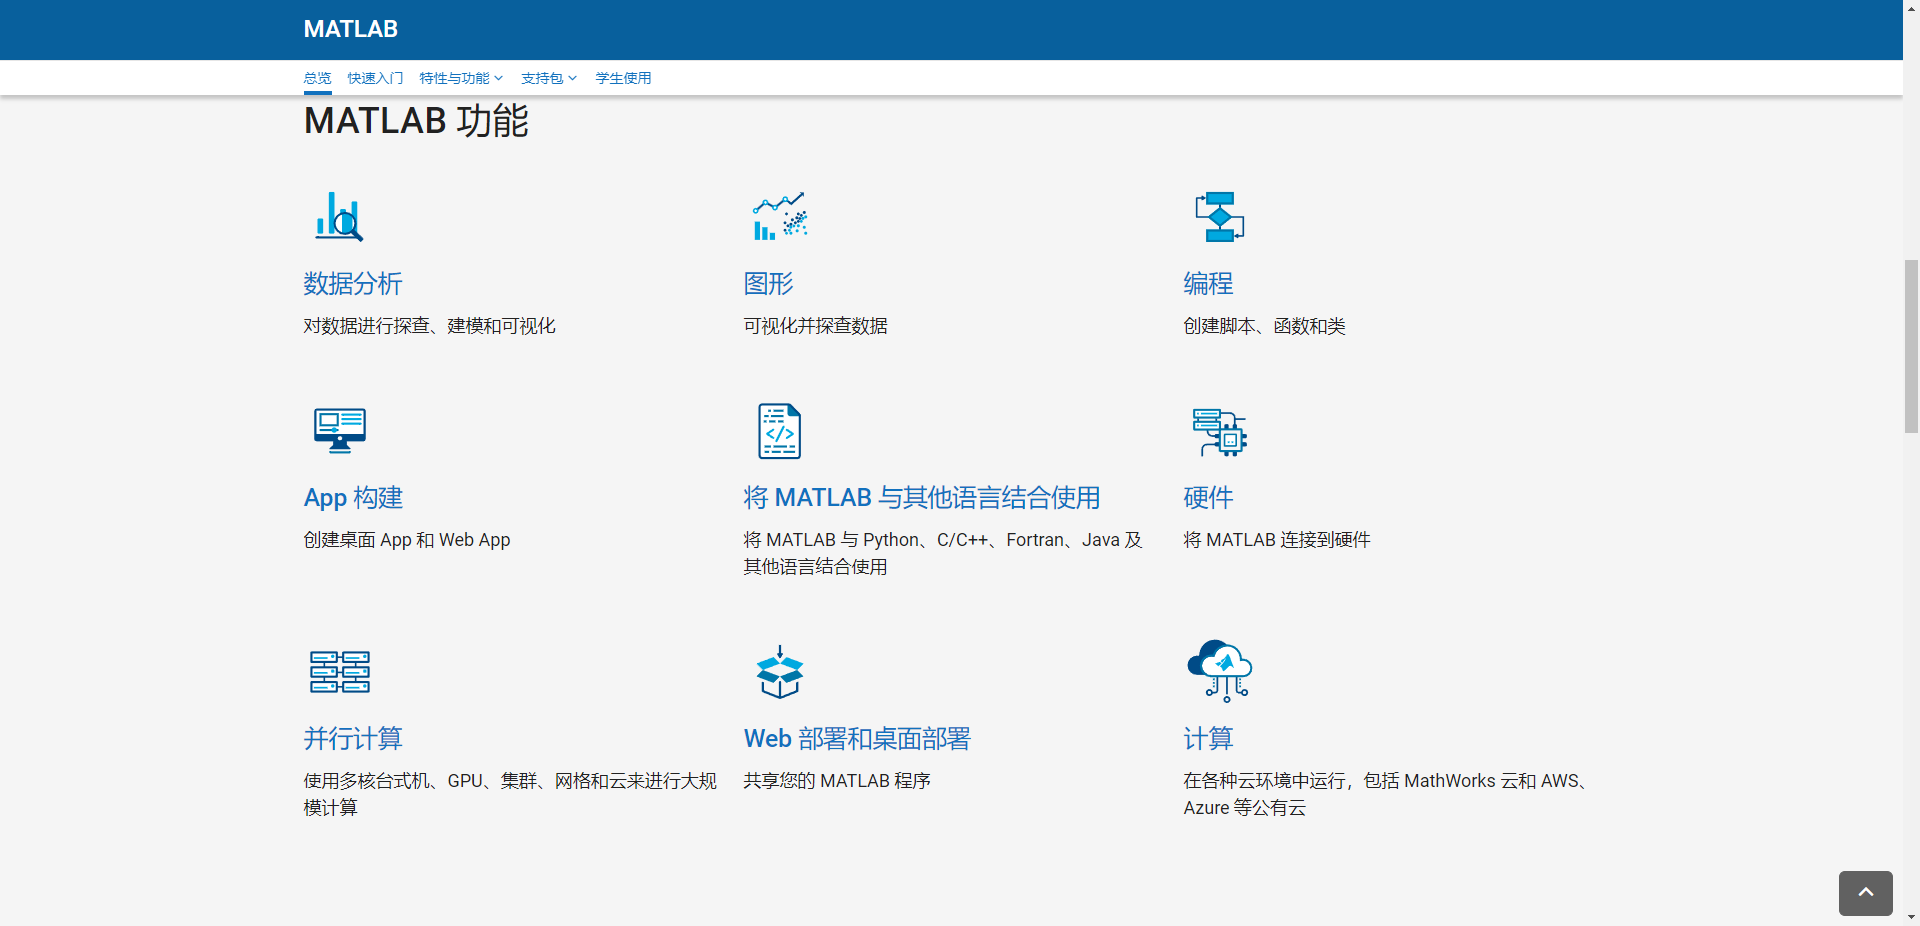 MATLAB
总览 快速入门 特性与功能 支持包 学生使用
MATLAB 功能
数据分析
对数据进行探查、建模和可视化
图形
可视化并探查数据
编程
创建脚本、函数和类
App 构建
创建桌面 App 和 Web App
将 MATLAB 与其他语言结合使用
将 MATLAB 与 Python、C/C++、Fortran、Java 及
其他语言结合使用
硬件
将 MATLAB 连接到硬件
并行计算
使用多核台式机、GPU、集群、网格和云来进行大规
模计算
Web 部署和桌面部署
共享您的 MATLAB 程序
计算
在各种云环境中运行，包括 MathWorks 云和 AWS、
Azure 等公有云